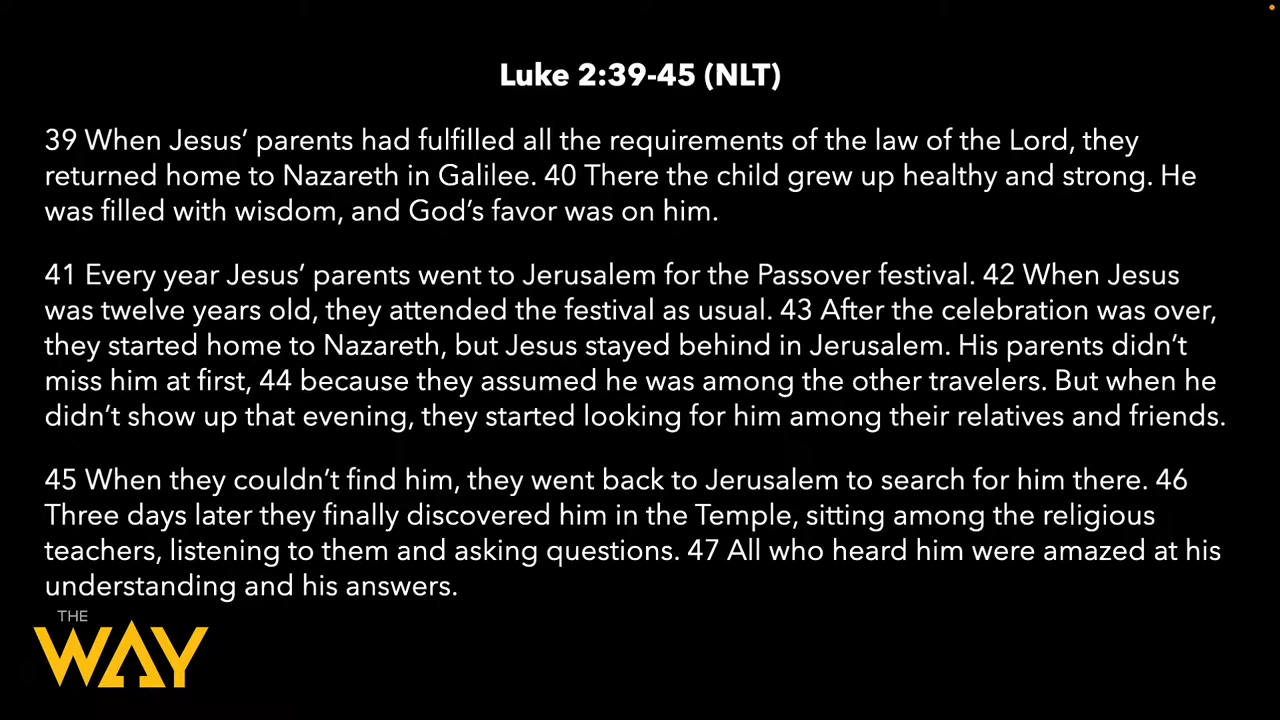 Luke 2:39-45 (NLT)
39 When Jesus‘ parents had fulfilled all the requirements of the law of the Lord, they
returned home to Nazareth in Galilee. 40 There the child grew up healthy and strong. He
was filled with wisdom, and God’s favor was on him.
41 Every year Jesus‘ parents went to Jerusalem for the Passover festival. 42 When Jesus
was twelve years old, they attended the festival as usual. 43 After the celebration was over,
they started home to Nazareth, but Jesus stayed behind in Jerusalem. His parents didn’t
miss him at first, 44 because they assumed he was among the other travelers. But when he
didn’t show up that evening, they started looking for him among their relatives and friends.
45 When they couldn’t find him, they went back to Jerusalem to search for him there. 46
Three days later they finally discovered him in the Temple, sitting among the religious
teachers, listening to them and asking questions. 47 All who heard him were amazed at his
understanding and his answers.
THE
WAY